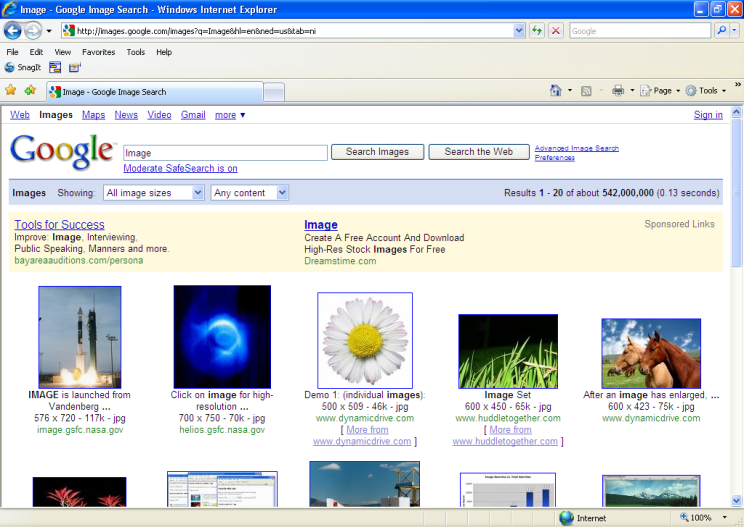 Image - Google Image Search - Windows Internet Explorer
http://images.google.com/images?q=Image&hl=en&ned=us&tab=ni
Google
File Edit View Favorites Tools Help
SnagIt
Image - Google Image Search
Page Tools »
Web Images Maps News Video Gmail more ▼ Sign in
Google™ Image Search Images Search the Web Advanced Image Search
Preferences
Moderate SafeSearch is on
Images Showing: All image sizes Any content Results 1 - 20 of about 542,000,000 (0.13 seconds)
Tools for Success Image Sponsored Links
Improve: Image, Interviewing, Create A Free Account And Download
Public Speaking, Manners and more. High-Res Stock Images For Free
bayareaauditions.com/persona Dreamstime.com
IMAGE is launched from Click on image for high- Demo 1: (individual images): Image Set After an image has enlarged, ...
Vandenberg ... resolution ... 500 x 509 - 46k - jpg 600 x 450 - 65k - jpg 600 x 423 - 75k - jpg
576 x 720 - 117k - jpg 700 x 750 - 70k - jpg www.dynamicdrive.com www.huddletogether.com www.dynamicdrive.com
image.gsfc.nasa.gov helios.gsfc.nasa.gov [ More from [ More from
www.dynamicdrive.com ] www.huddletogether.com ]
Internet 100%